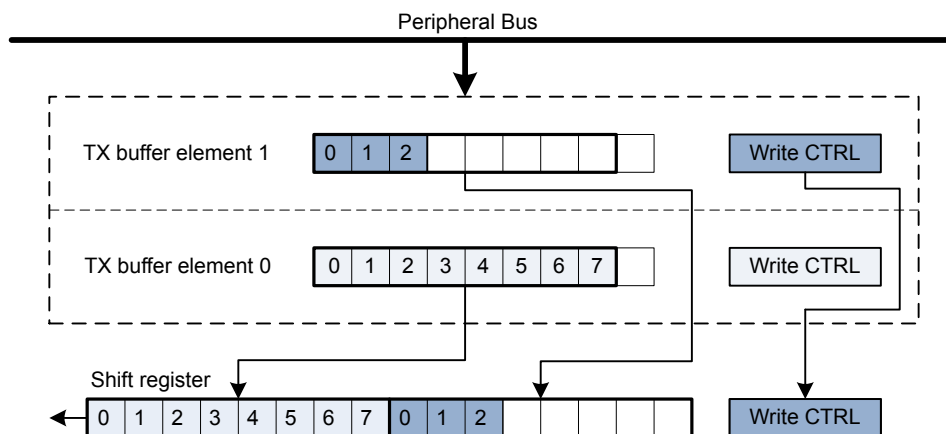 Peripheral Bus
TX buffer element 1 0 1 2 Write CTRL
TX buffer element 0 0 1 2 3 4 5 6 7 Write CTRL
Shift register
0 1 2 3 4 5 6 7 0 1 2 Write CTRL